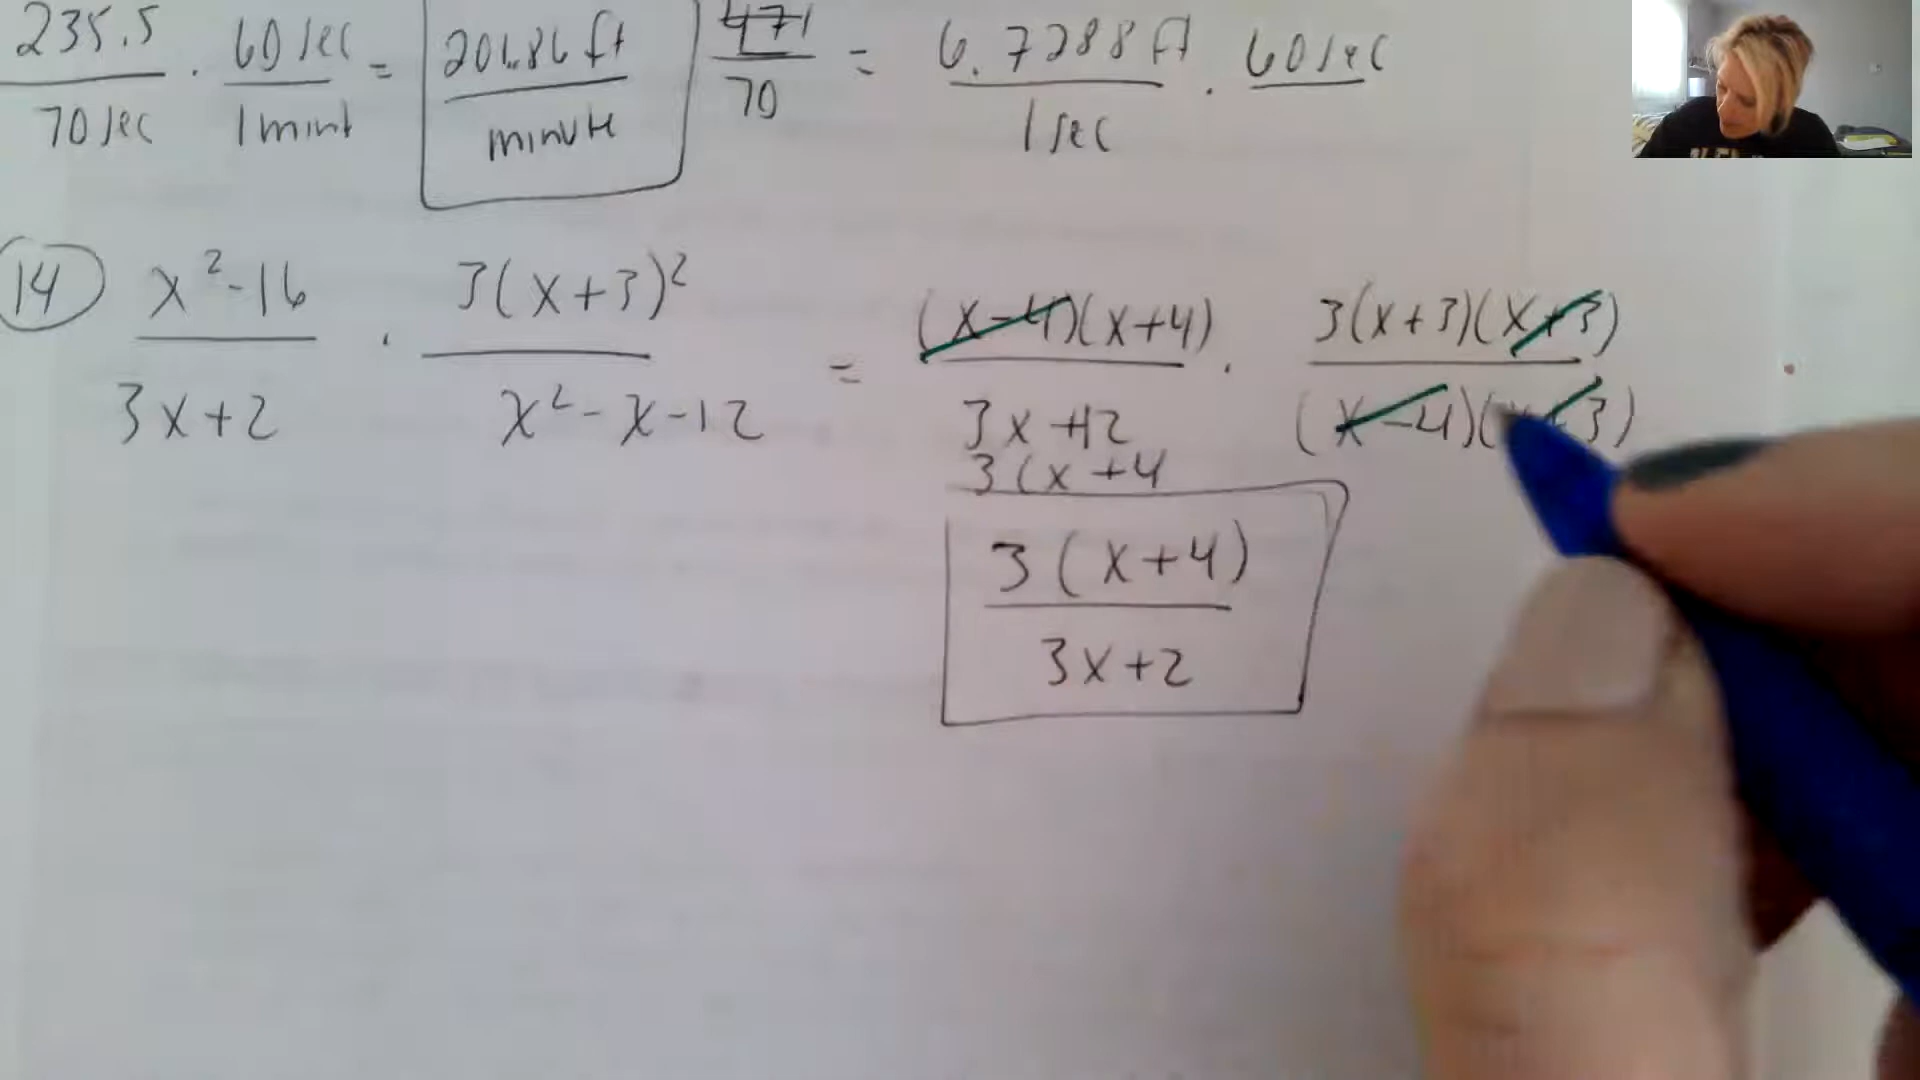 235.5 / 70 sec · 60 sec / 1 mint = 201.86 ft / minute
471 / 70 = 6.7288 ft / 1 sec · 60 sec
14 x² - 16 / 3x + 2 · 3(x + 3)² / x² - x - 12 = (x - 4)(x + 4) / 3x + 12 · 3(x + 3)(x + 3) / (x - 4)(x + 3)
3(x + 4
3(x + 4) / 3x + 2